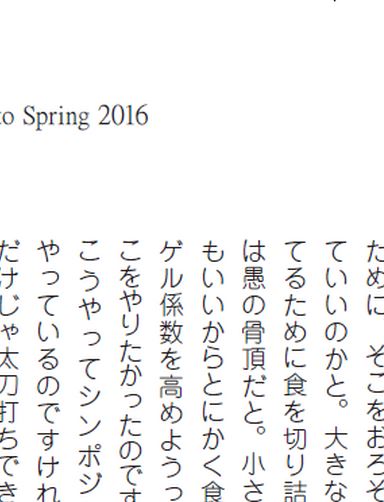 to Spring 2016
ために　そこをおろそ
ていいのかと。大きな
てるために食を切り詰
は愚の骨頂だと。小さ
もいいからとにかく食
ゲル係数を高めようっ
こをやりたかったのです
こうやってシンポジ
やっているのですけれ
だけじゃ太刀打ちでき